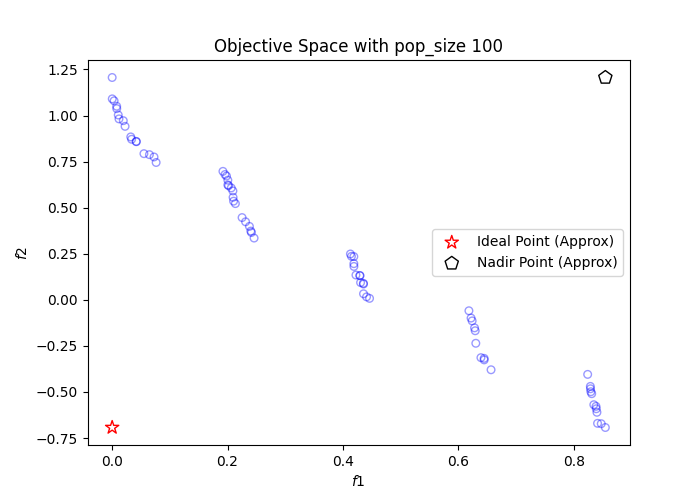 Objective Space with pop_size 100
1.25
1.00
0.75
0.50
0.25
0.00
−0.25
−0.50
−0.75
f2
Ideal Point (Approx)
Nadir Point (Approx)
0.0 0.2 0.4 0.6 0.8
f1